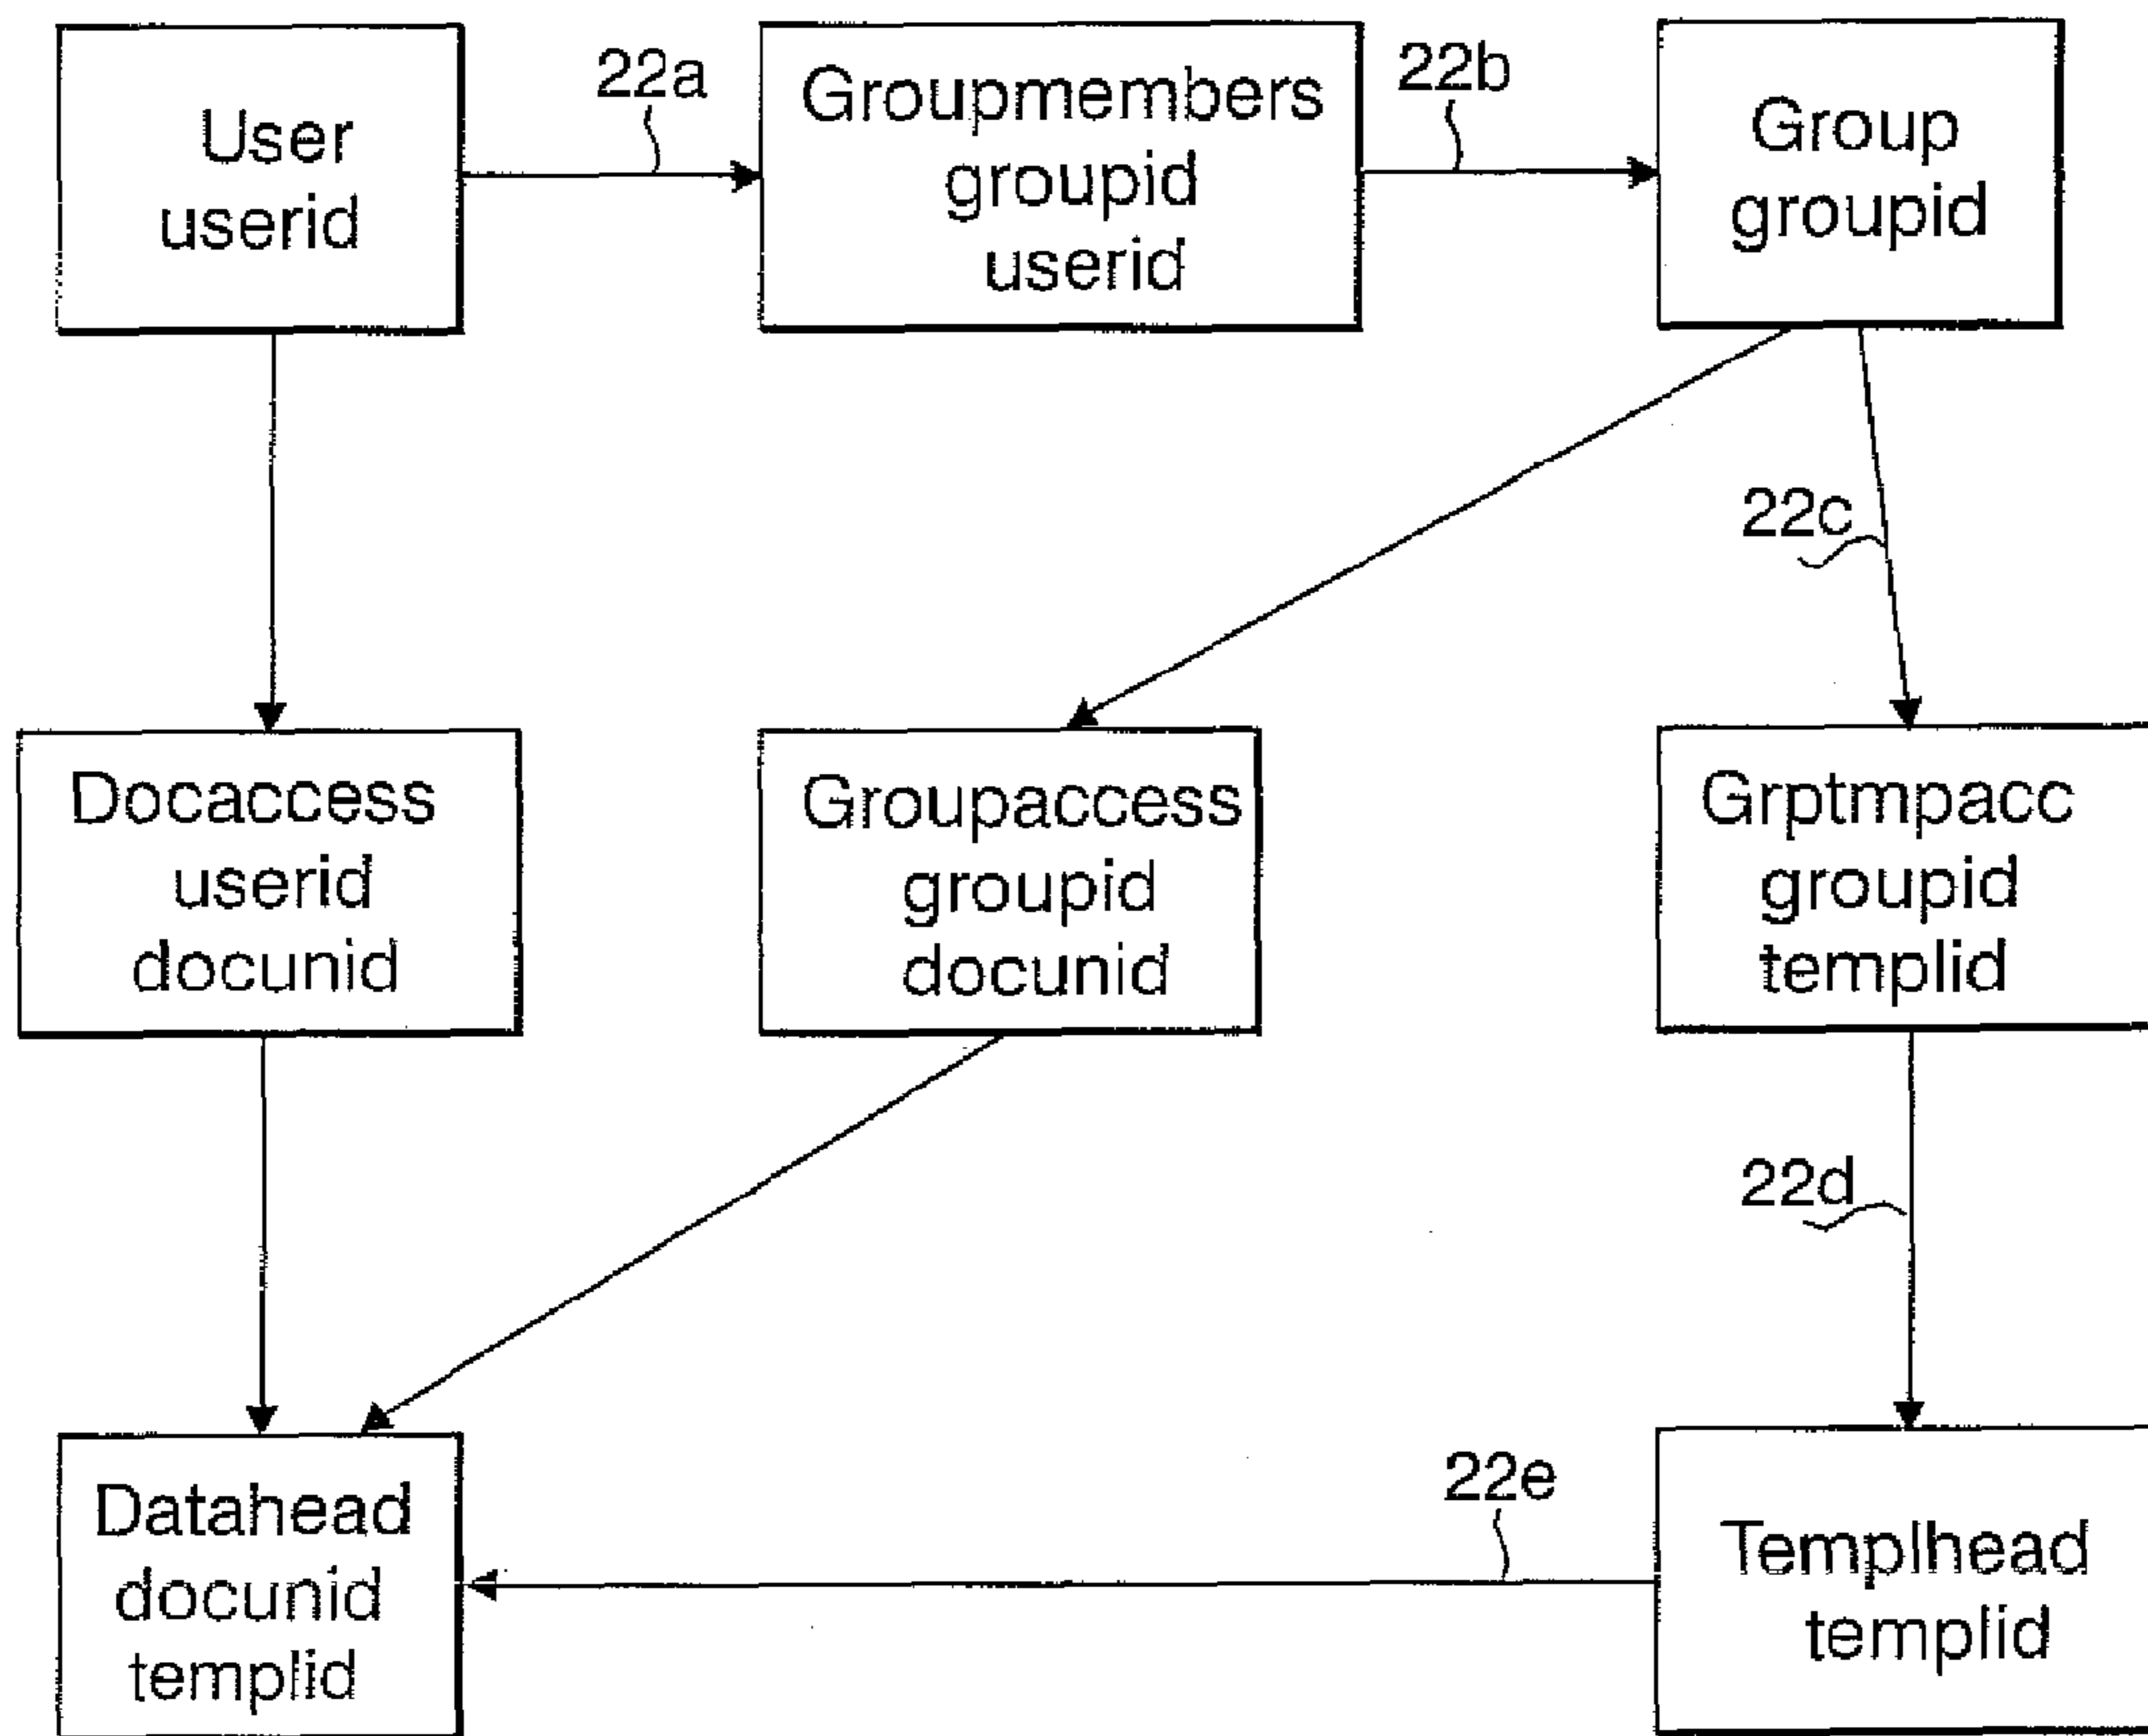 User
userid
22a
Groupmembers
groupid
userid
22b
Group
groupid
22c
Docaccess
userid
docunid
Groupaccess
groupid
docunid
Grptmpacc
groupid
templid
22d
Datahead
docunid
templid
22e
Templhead
templid